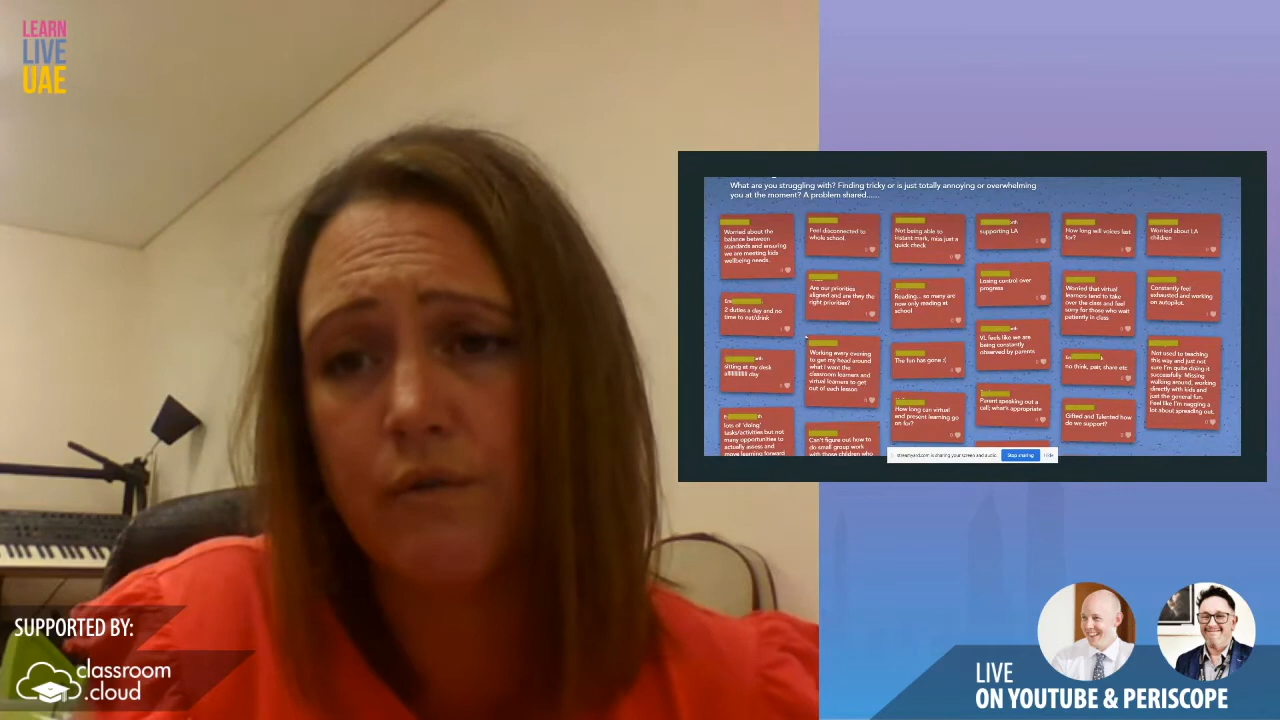 LEARN
LIVE
UAE
What are you struggling with? Finding tricky or is just totally annoying or overwhelming
you at the moment? A problem shared......
Worried about the
balance between
standards and ensuring
we are meeting kids
wellbeing needs.
2 duties a day and no
time to eat/drink
sitting at my desk
day
lots of 'doing'
tasks/activities but not
many opportunities to
actually assess and
move learning forward
Feel disconnected to
whole school.
Are our priorities
aligned and are they the
right priorities?
Working every evening
to get my head around
what I want the
classroom learners and
virtual learners to get
out of each lesson
Can't figure out how to
do small group work
with those children who
Not being able to
instant mark, miss just a
quick check
Reading... so many are
now only reading at
school
The fun has gone :(
How long can virtual
and present learning go
on for?
supporting LA
Losing control over
progress
VL feels like we are
being constantly
observed by parents
Parent speaking out a
call; what's appropriate
How long will voices last
for?
Worried that virtual
learners tend to take
over the class and feel
sorry for those who wait
patiently in class
no think, pair, share etc
Gifted and Talented how
do we support?
Worried about LA
children
Constantly feel
exhausted and working
on autopilot.
Not used to teaching
this way and just not
sure I'm quite doing it
successfully. Missing
walking around, working
directly with kids and
just the general fun.
Feel like I'm nagging a
lot about spreading out.
streamyard.com is sharing your screen and audio.
Stop sharing
Hide
SUPPORTED BY:
classroom
.cloud
LIVE
ON YOUTUBE & PERISCOPE